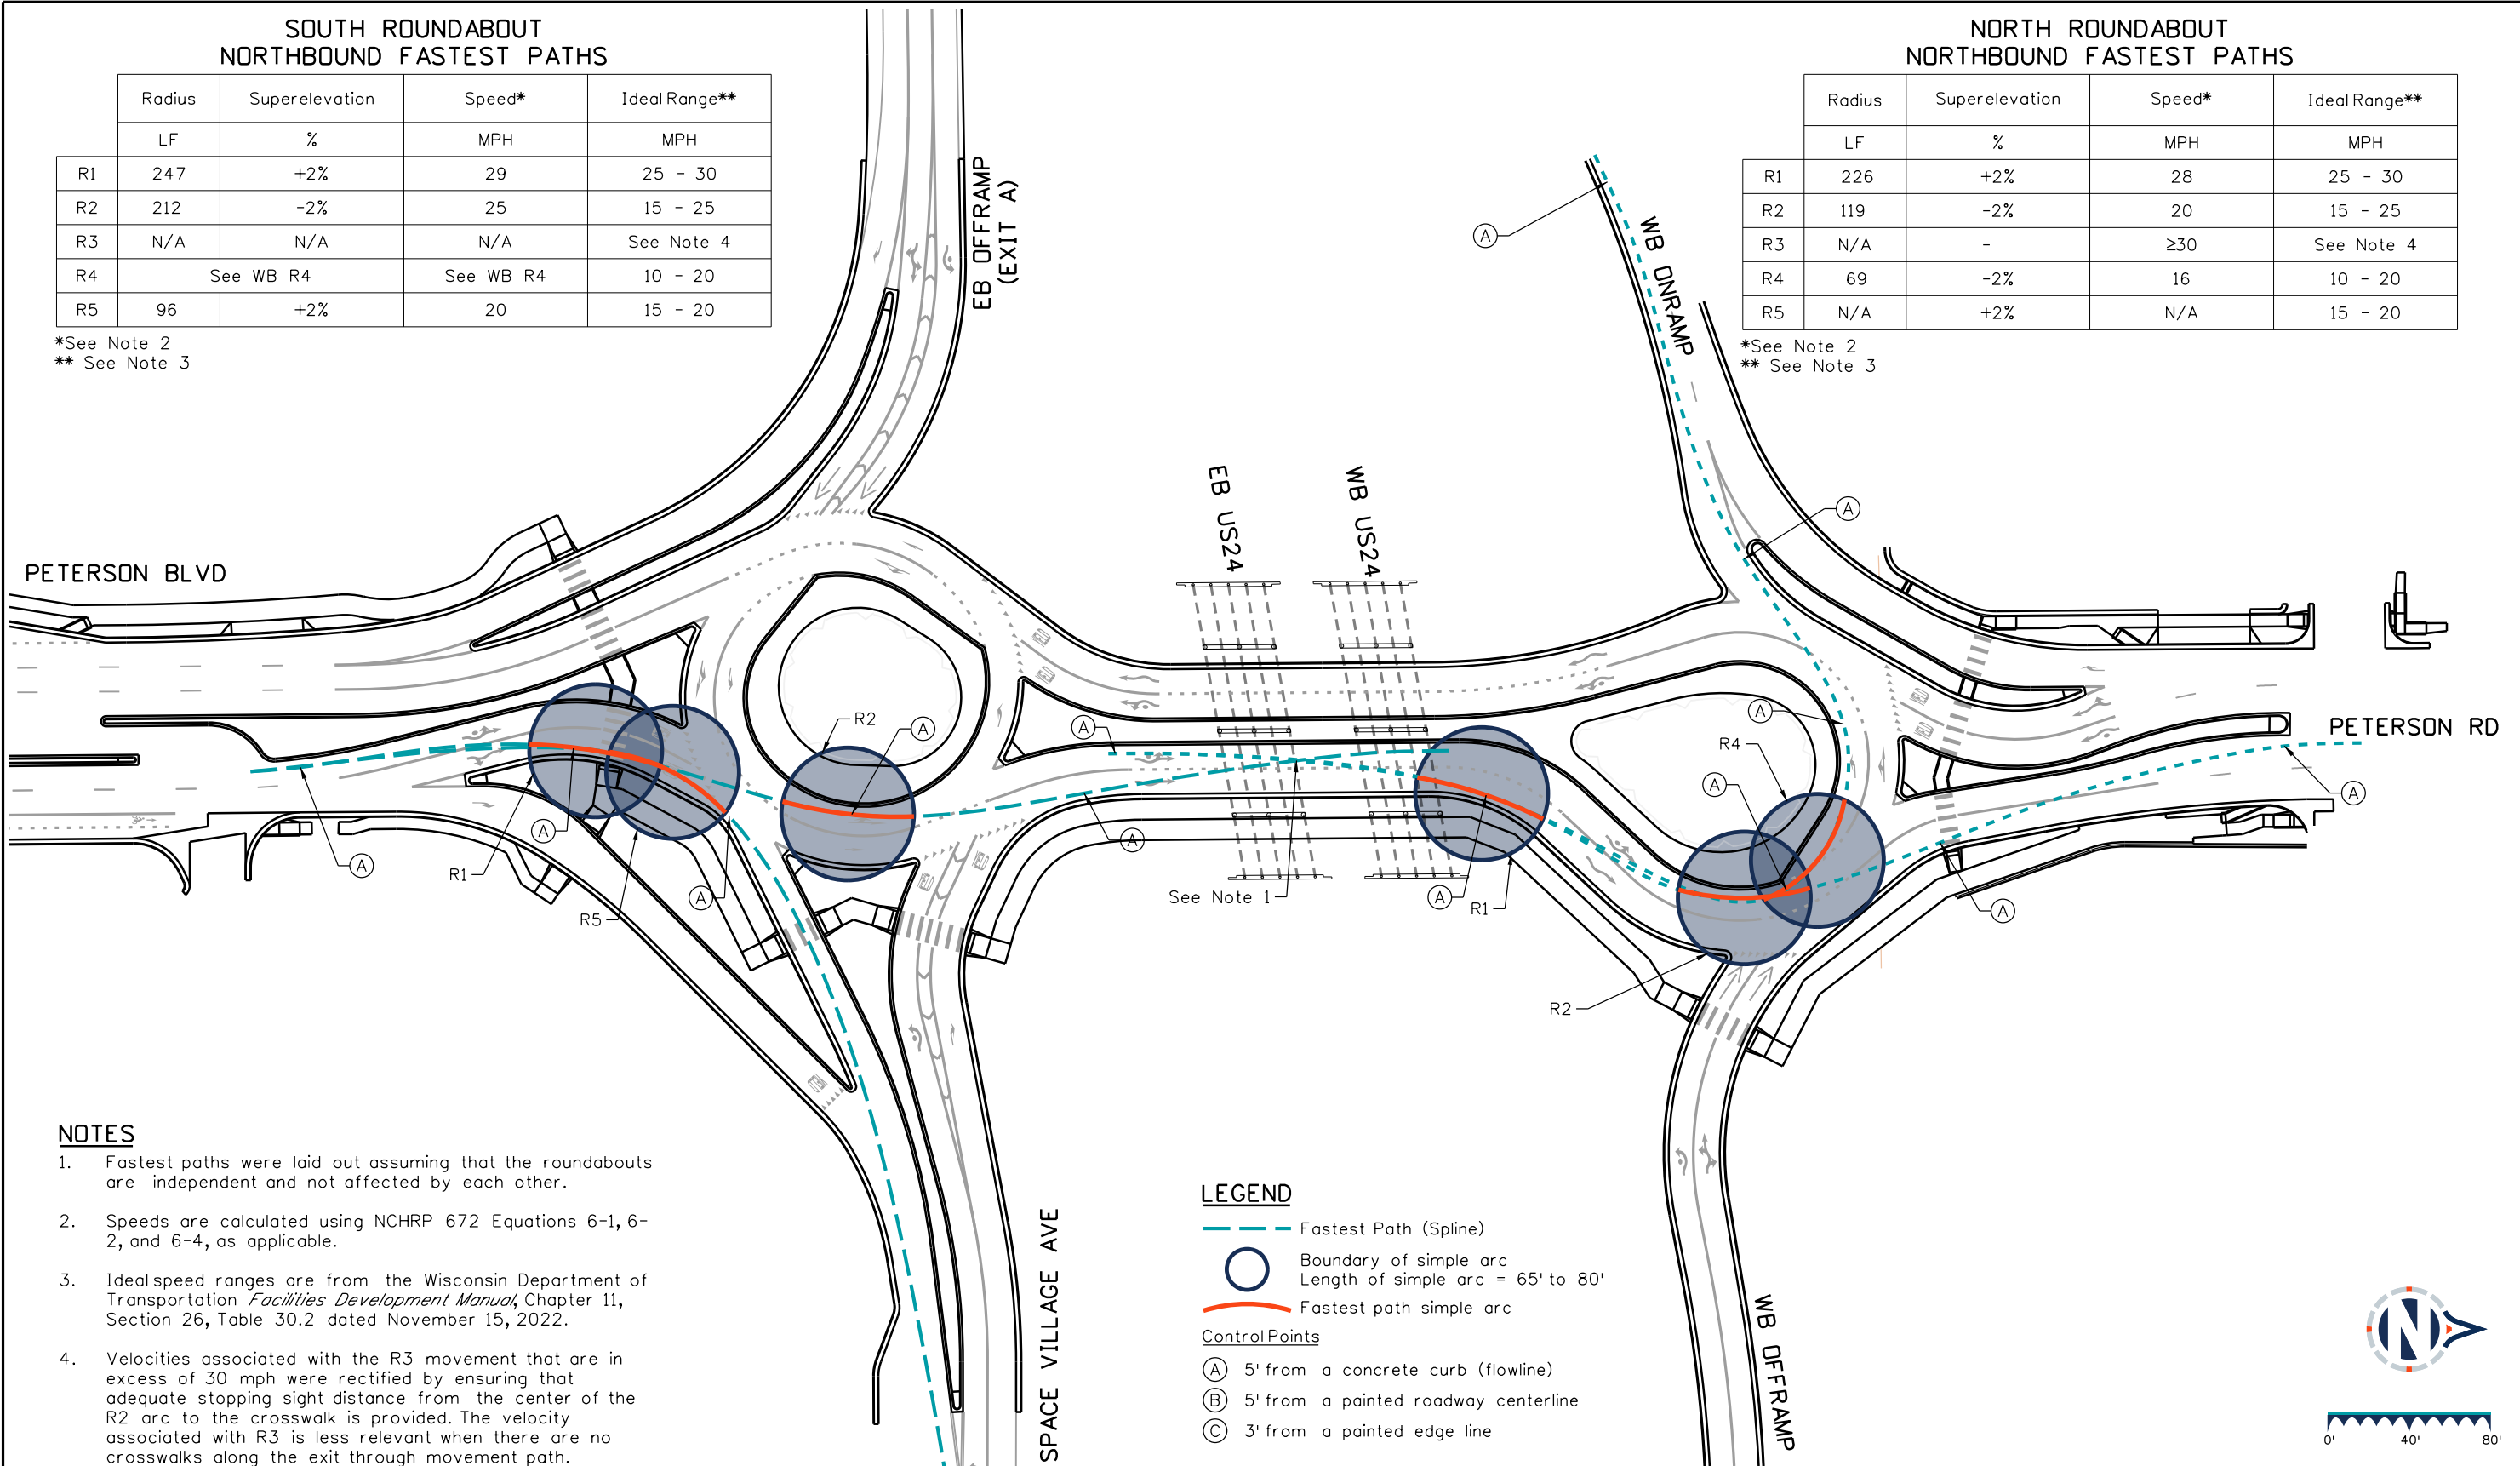 SOUTH ROUNDABOUT
NORTHBOUND FASTEST PATHS
Radius Superelevation Speed* Ideal Range**
LF % MPH MPH
R1 247 +2% 29 25 - 30
R2 212 -2% 25 15 - 25
R3 N/A N/A N/A See Note 4
R4 See WB R4 See WB R4 10 - 20
R5 96 +2% 20 15 - 20
*See Note 2
** See Note 3
NORTH ROUNDABOUT
NORTHBOUND FASTEST PATHS
Radius Superelevation Speed* Ideal Range**
LF % MPH MPH
R1 226 +2% 28 25 - 30
R2 119 -2% 20 15 - 25
R3 N/A - ≥30 See Note 4
R4 69 -2% 16 10 - 20
R5 N/A +2% N/A 15 - 20
*See Note 2
** See Note 3
EB OFFRAMP
(EXIT A)
A
WB ONRAMP
A
EB US24
WB US24
PETERSON BLVD
PETERSON RD
R2
A
A
A
R4
A
A
A
A
R1
R5
A
A
See Note 1
A
R1
A
R2
SPACE VILLAGE AVE
WB OFFRAMP
NOTES
1. Fastest paths were laid out assuming that the roundabouts
are independent and not affected by each other.
2. Speeds are calculated using NCHRP 672 Equations 6-1, 6-
2, and 6-4, as applicable.
3. Ideal speed ranges are from the Wisconsin Department of
Transportation Facilities Development Manual, Chapter 11,
Section 26, Table 30.2 dated November 15, 2022.
4. Velocities associated with the R3 movement that are in
excess of 30 mph were rectified by ensuring that
adequate stopping sight distance from the center of the
R2 arc to the crosswalk is provided. The velocity
associated with R3 is less relevant when there are no
crosswalks along the exit through movement path.
LEGEND
Fastest Path (Spline)
Boundary of simple arc
Length of simple arc = 65' to 80'
Fastest path simple arc
Control Points
A 5' from a concrete curb (flowline)
B 5' from a painted roadway centerline
C 3' from a painted edge line
N
0' 40' 80'